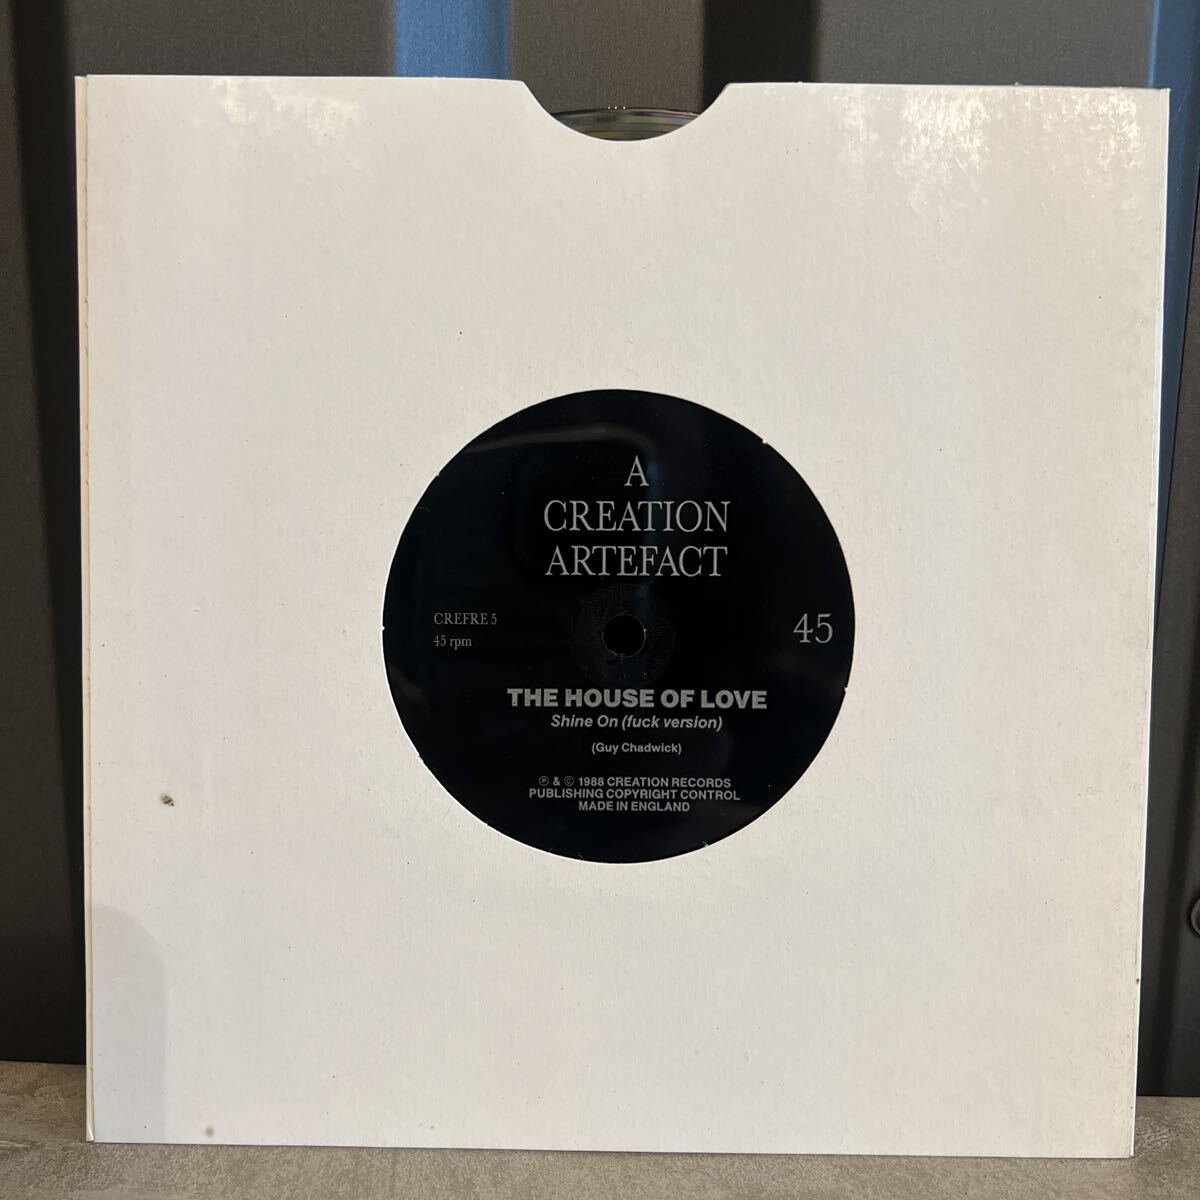 A
CREATION
ARTEFACT
CREFRE 5
45 rpm
45
THE HOUSE OF LOVE
Shine On (fuck version)
(Guy Chadwick)
℗ & © 1988 CREATION RECORDS
PUBLISHING COPYRIGHT CONTROL
MADE IN ENGLAND